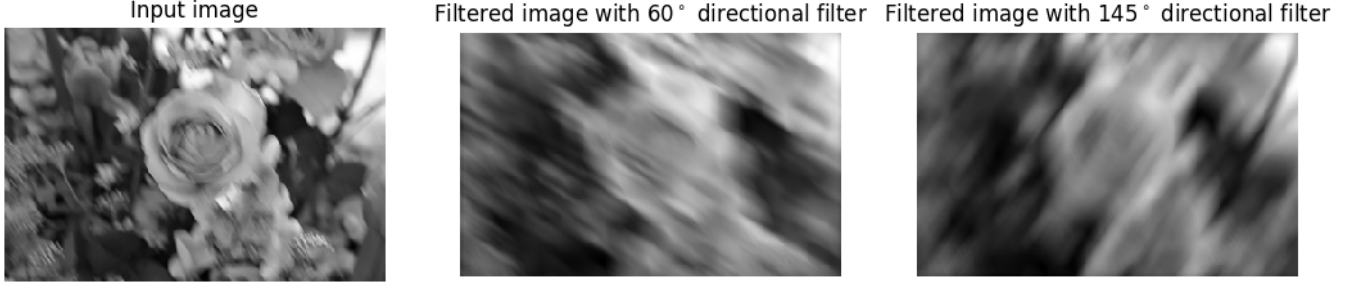 Input image
Filtered image with 60° directional filter
Filtered image with 145° directional filter